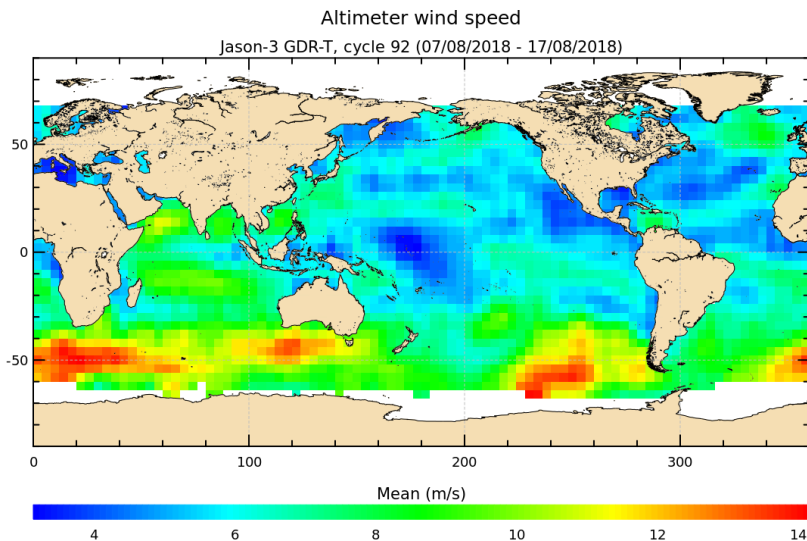 Altimeter wind speed
Jason-3 GDR-T, cycle 92 (07/08/2018 - 17/08/2018)
50
0
-50
0 100 200 300
Mean (m/s)
4 6 8 10 12 14